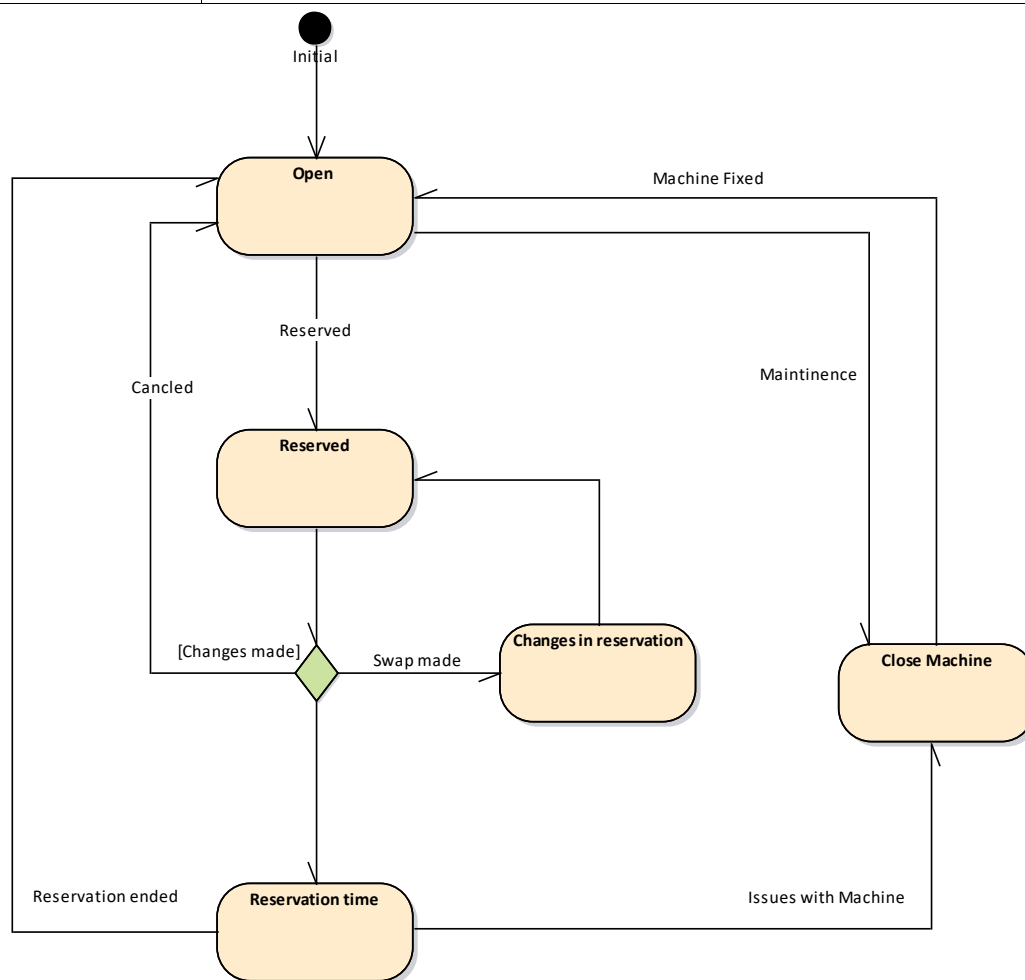 Initial
Open
Machine Fixed
Reserved
Maintinence
Cancled
Reserved
Changes in reservation
[Changes made]
Swap made
Close Machine
Reservation ended
Reservation time
Issues with Machine